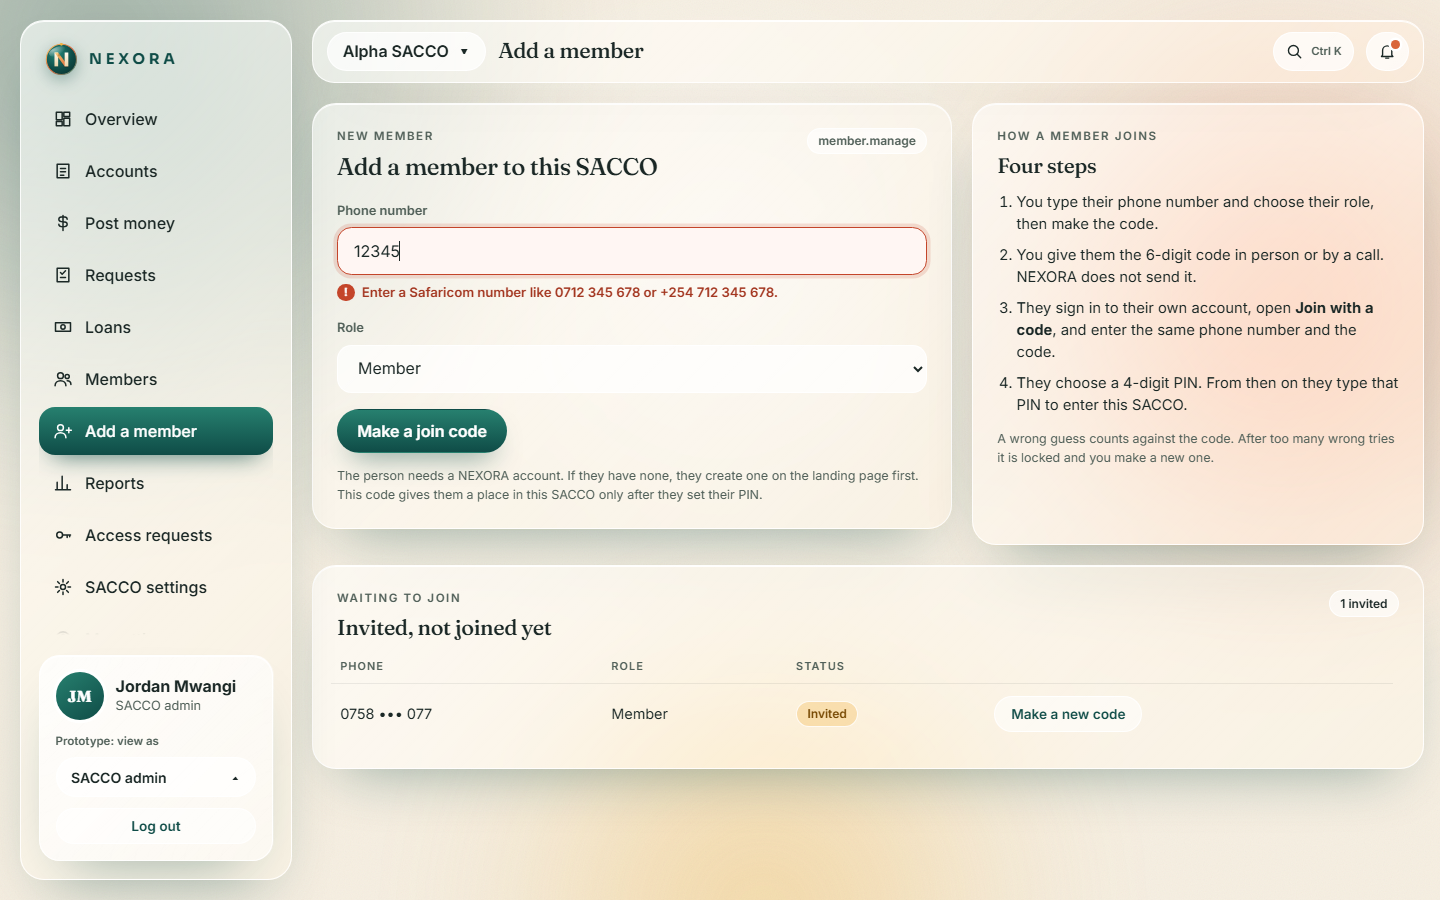 NEXORA
Overview
Accounts
Post money
Requests
Loans
Members
Add a member
Reports
Access requests
SACCO settings
JM
Jordan Mwangi
SACCO admin
Prototype: view as
SACCO admin
Log out
Alpha SACCO
Add a member
Ctrl K
NEW MEMBER
member.manage
Add a member to this SACCO
Phone number
12345
Enter a Safaricom number like 0712 345 678 or +254 712 345 678.
Role
Member
Make a join code
The person needs a NEXORA account. If they have none, they create one on the landing page first.
This code gives them a place in this SACCO only after they set their PIN.
HOW A MEMBER JOINS
Four steps
1. You type their phone number and choose their role,
then make the code.
2. You give them the 6-digit code in person or by a call.
NEXORA does not send it.
3. They sign in to their own account, open Join with a
code, and enter the same phone number and the
code.
4. They choose a 4-digit PIN. From then on they type that
PIN to enter this SACCO.
A wrong guess counts against the code. After too many wrong tries
it is locked and you make a new one.
WAITING TO JOIN
1 invited
Invited, not joined yet
PHONE ROLE STATUS
0758 ••• 077 Member Invited Make a new code